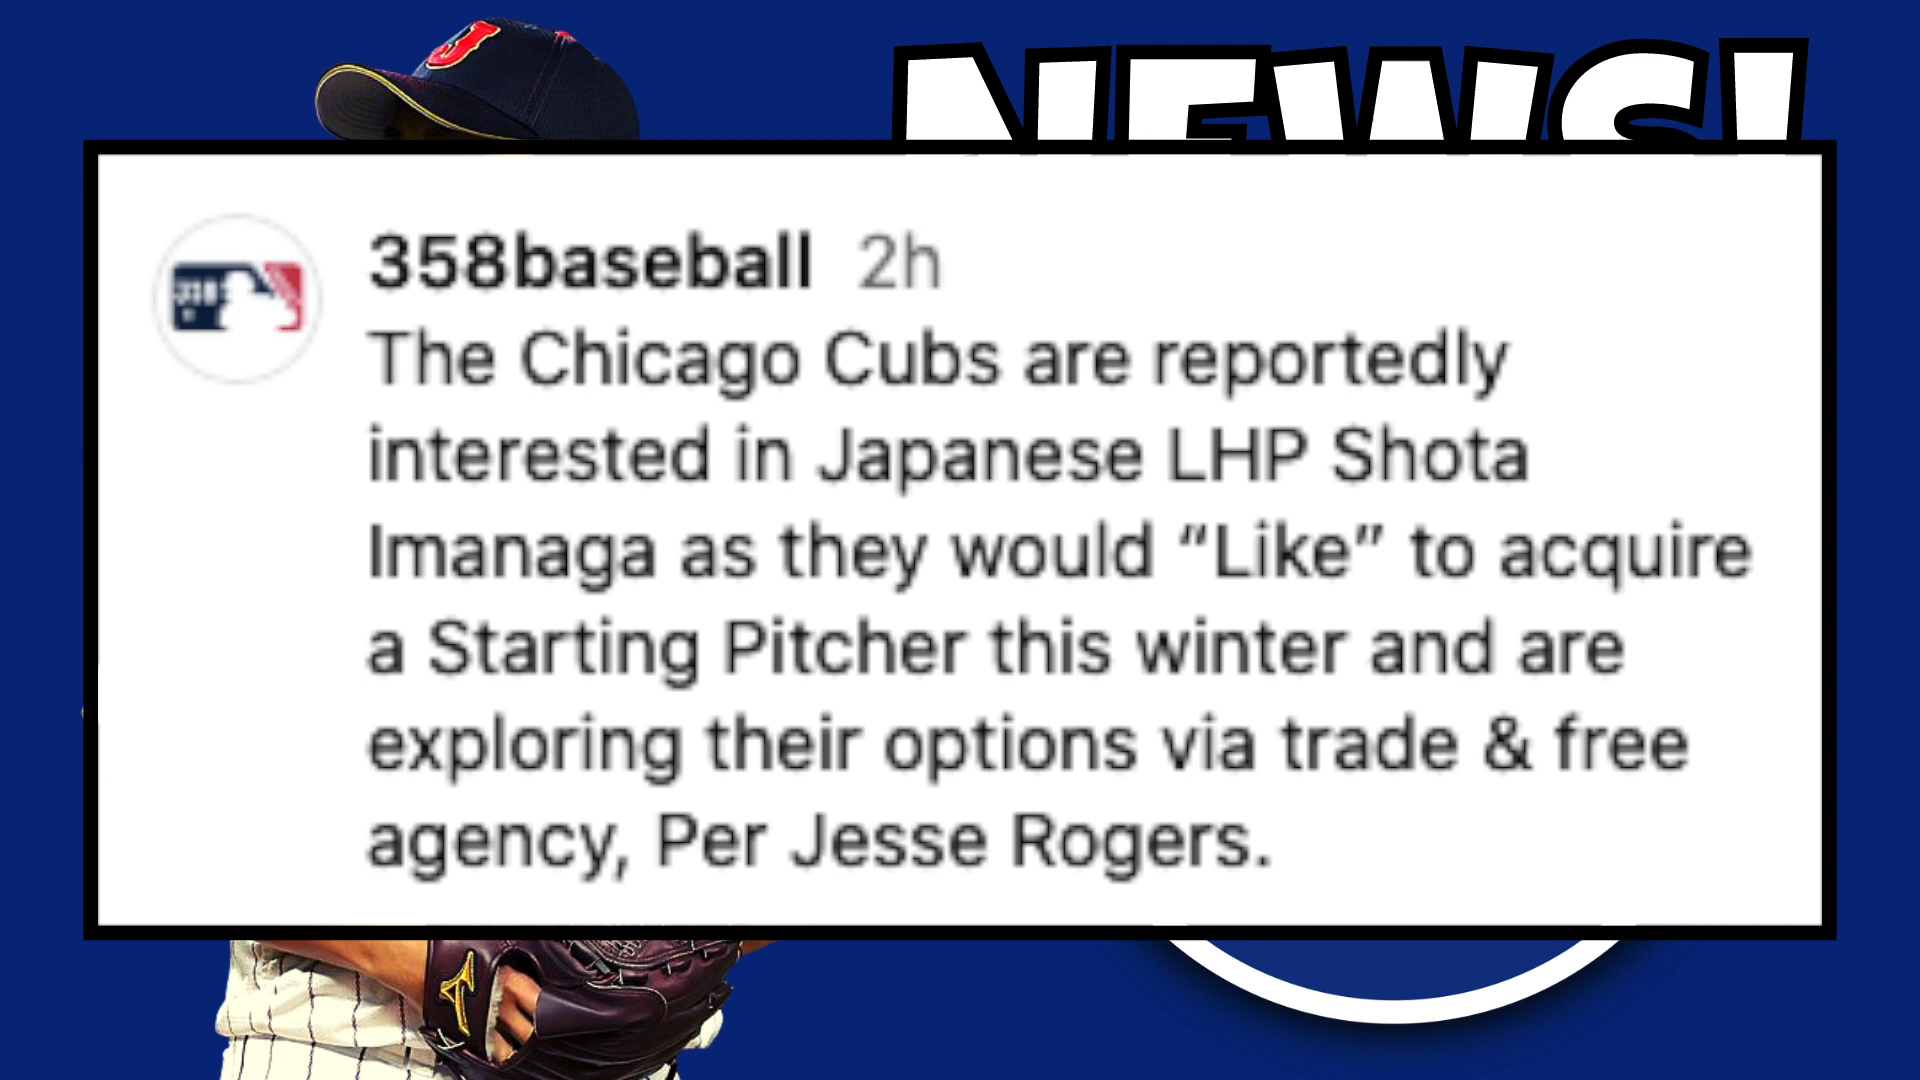 J
NEWS!
358baseball 2h
The Chicago Cubs are reportedly
interested in Japanese LHP Shota
Imanaga as they would “Like” to acquire
a Starting Pitcher this winter and are
exploring their options via trade & free
agency, Per Jesse Rogers.